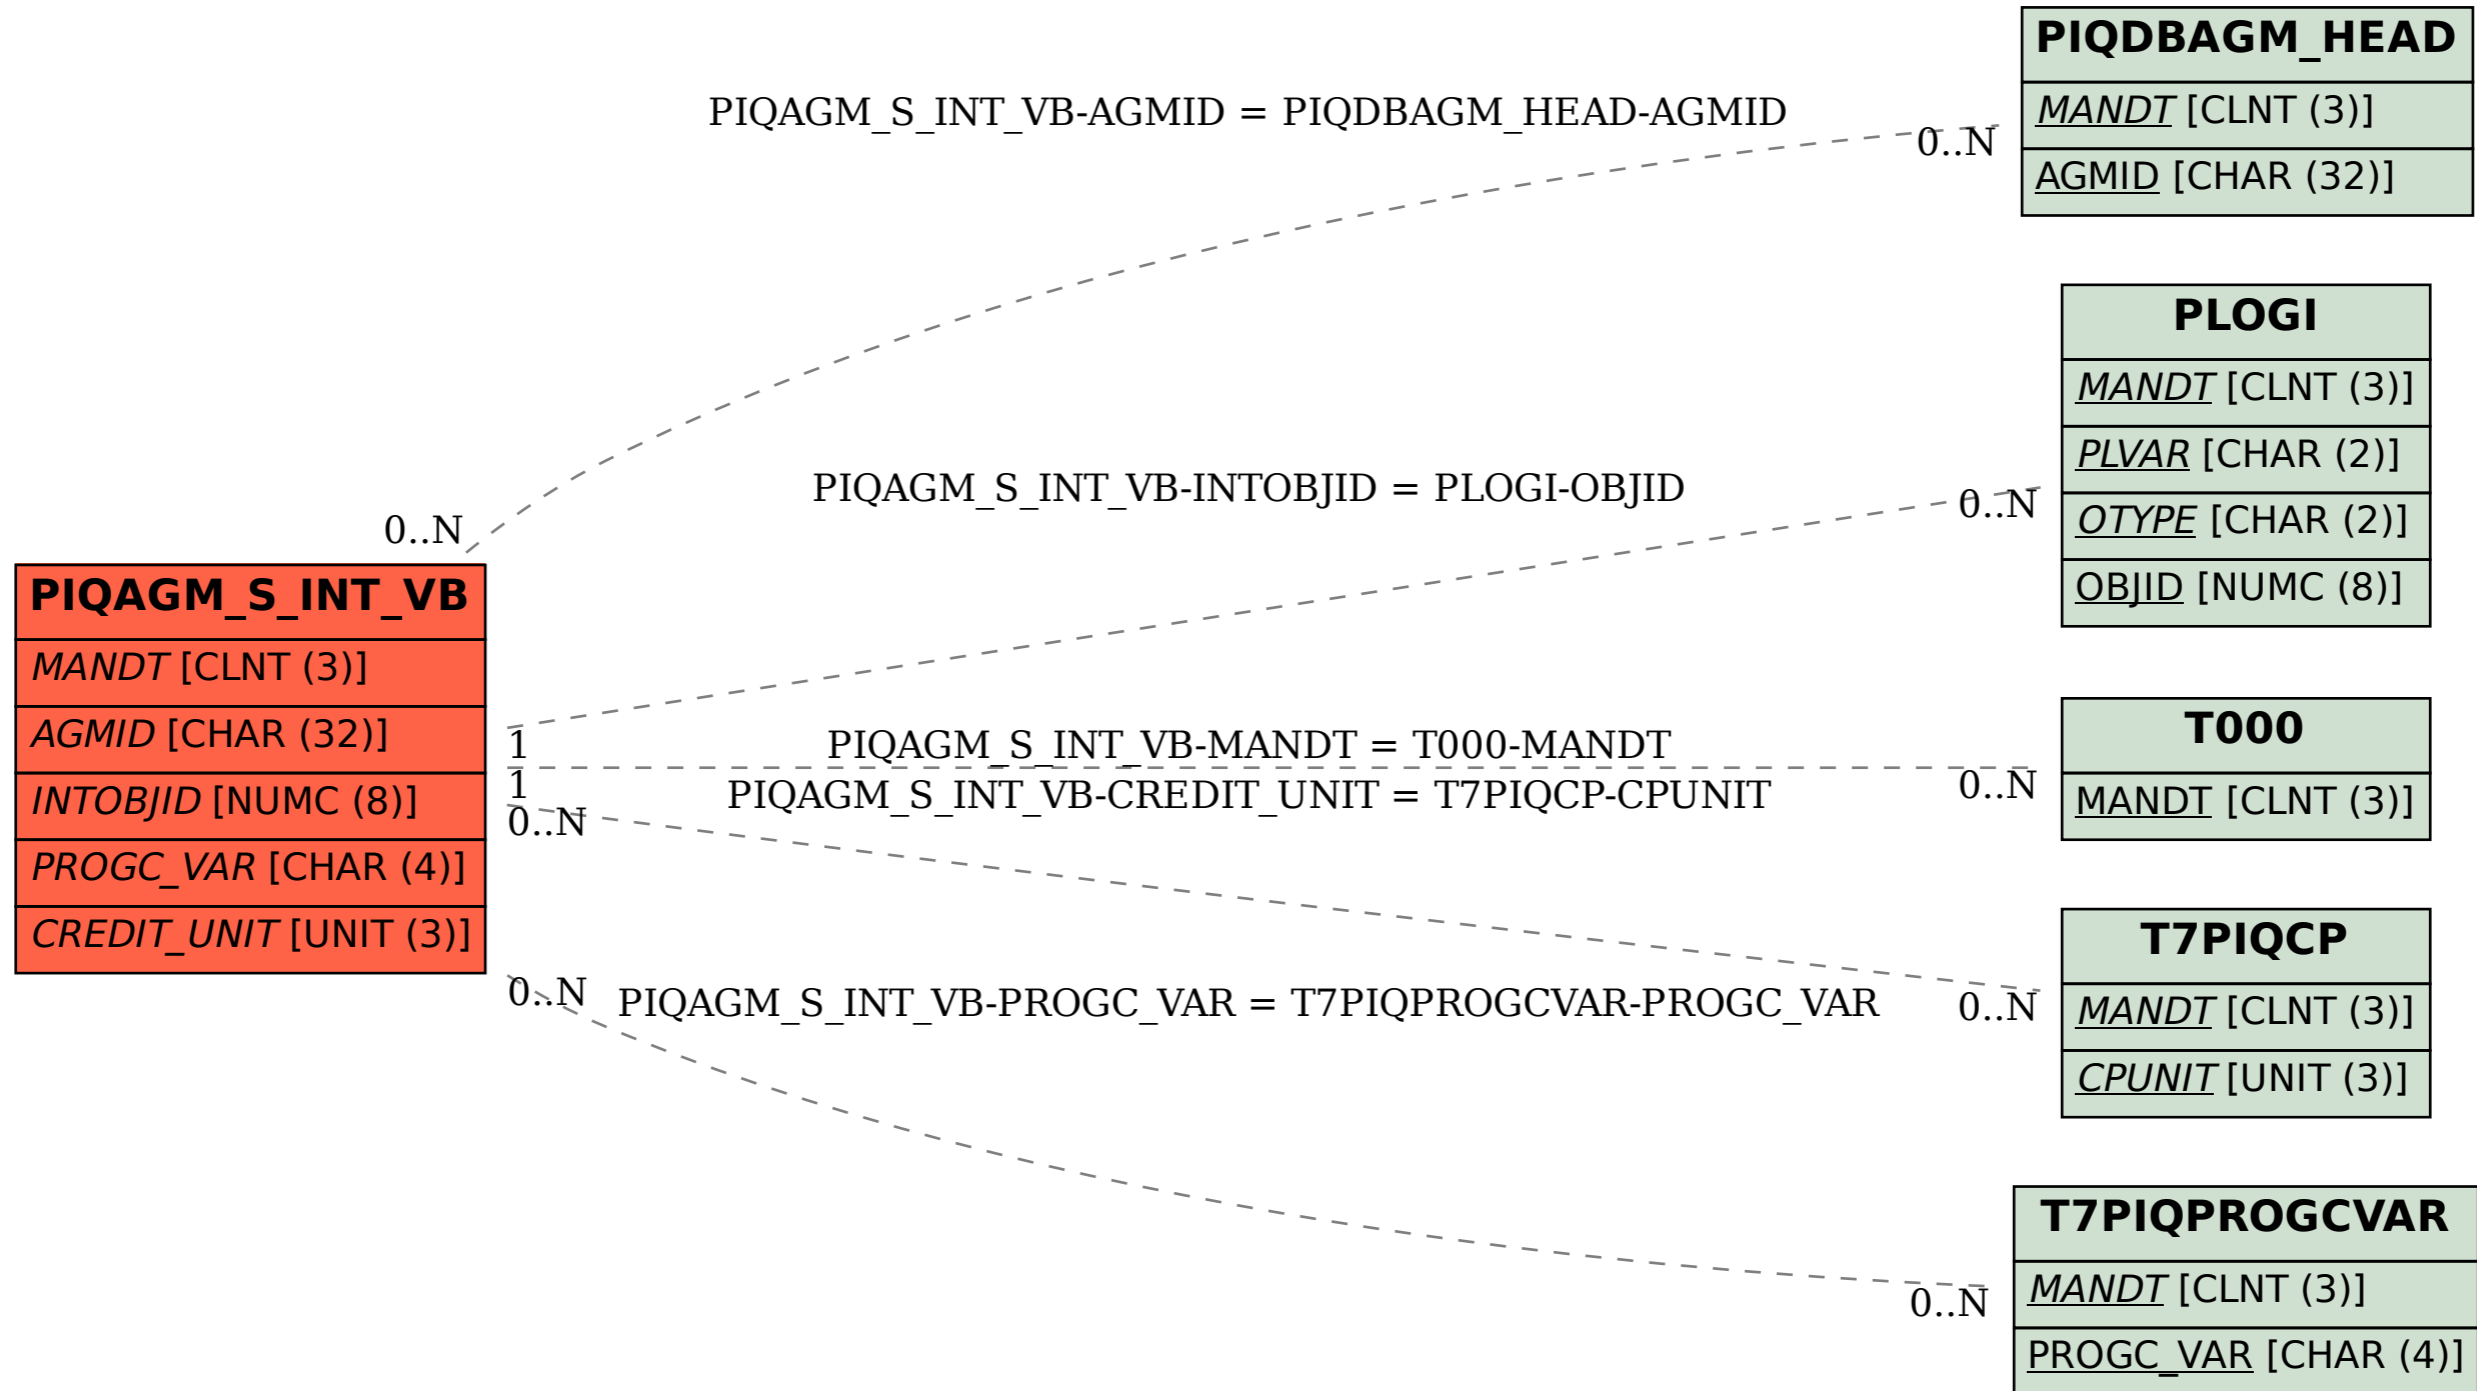 PIQDBAGM_HEAD
MANDT [CLNT (3)]
AGMID [CHAR (32)]
PIQAGM_S_INT_VB-AGMID = PIQDBAGM_HEAD-AGMID
0..N
0..N
PLOGI
MANDT [CLNT (3)]
PLVAR [CHAR (2)]
OTYPE [CHAR (2)]
OBJID [NUMC (8)]
PIQAGM_S_INT_VB-INTOBJID = PLOGI-OBJID
0..N
1
PIQAGM_S_INT_VB
MANDT [CLNT (3)]
AGMID [CHAR (32)]
INTOBJID [NUMC (8)]
PROGC_VAR [CHAR (4)]
CREDIT_UNIT [UNIT (3)]
PIQAGM_S_INT_VB-MANDT = T000-MANDT
1
0..N
T000
MANDT [CLNT (3)]
PIQAGM_S_INT_VB-CREDIT_UNIT = T7PIQCP-CPUNIT
0..N
0..N
T7PIQCP
MANDT [CLNT (3)]
CPUNIT [UNIT (3)]
PIQAGM_S_INT_VB-PROGC_VAR = T7PIQPROGCVAR-PROGC_VAR
0..N
0..N
T7PIQPROGCVAR
MANDT [CLNT (3)]
PROGC_VAR [CHAR (4)]